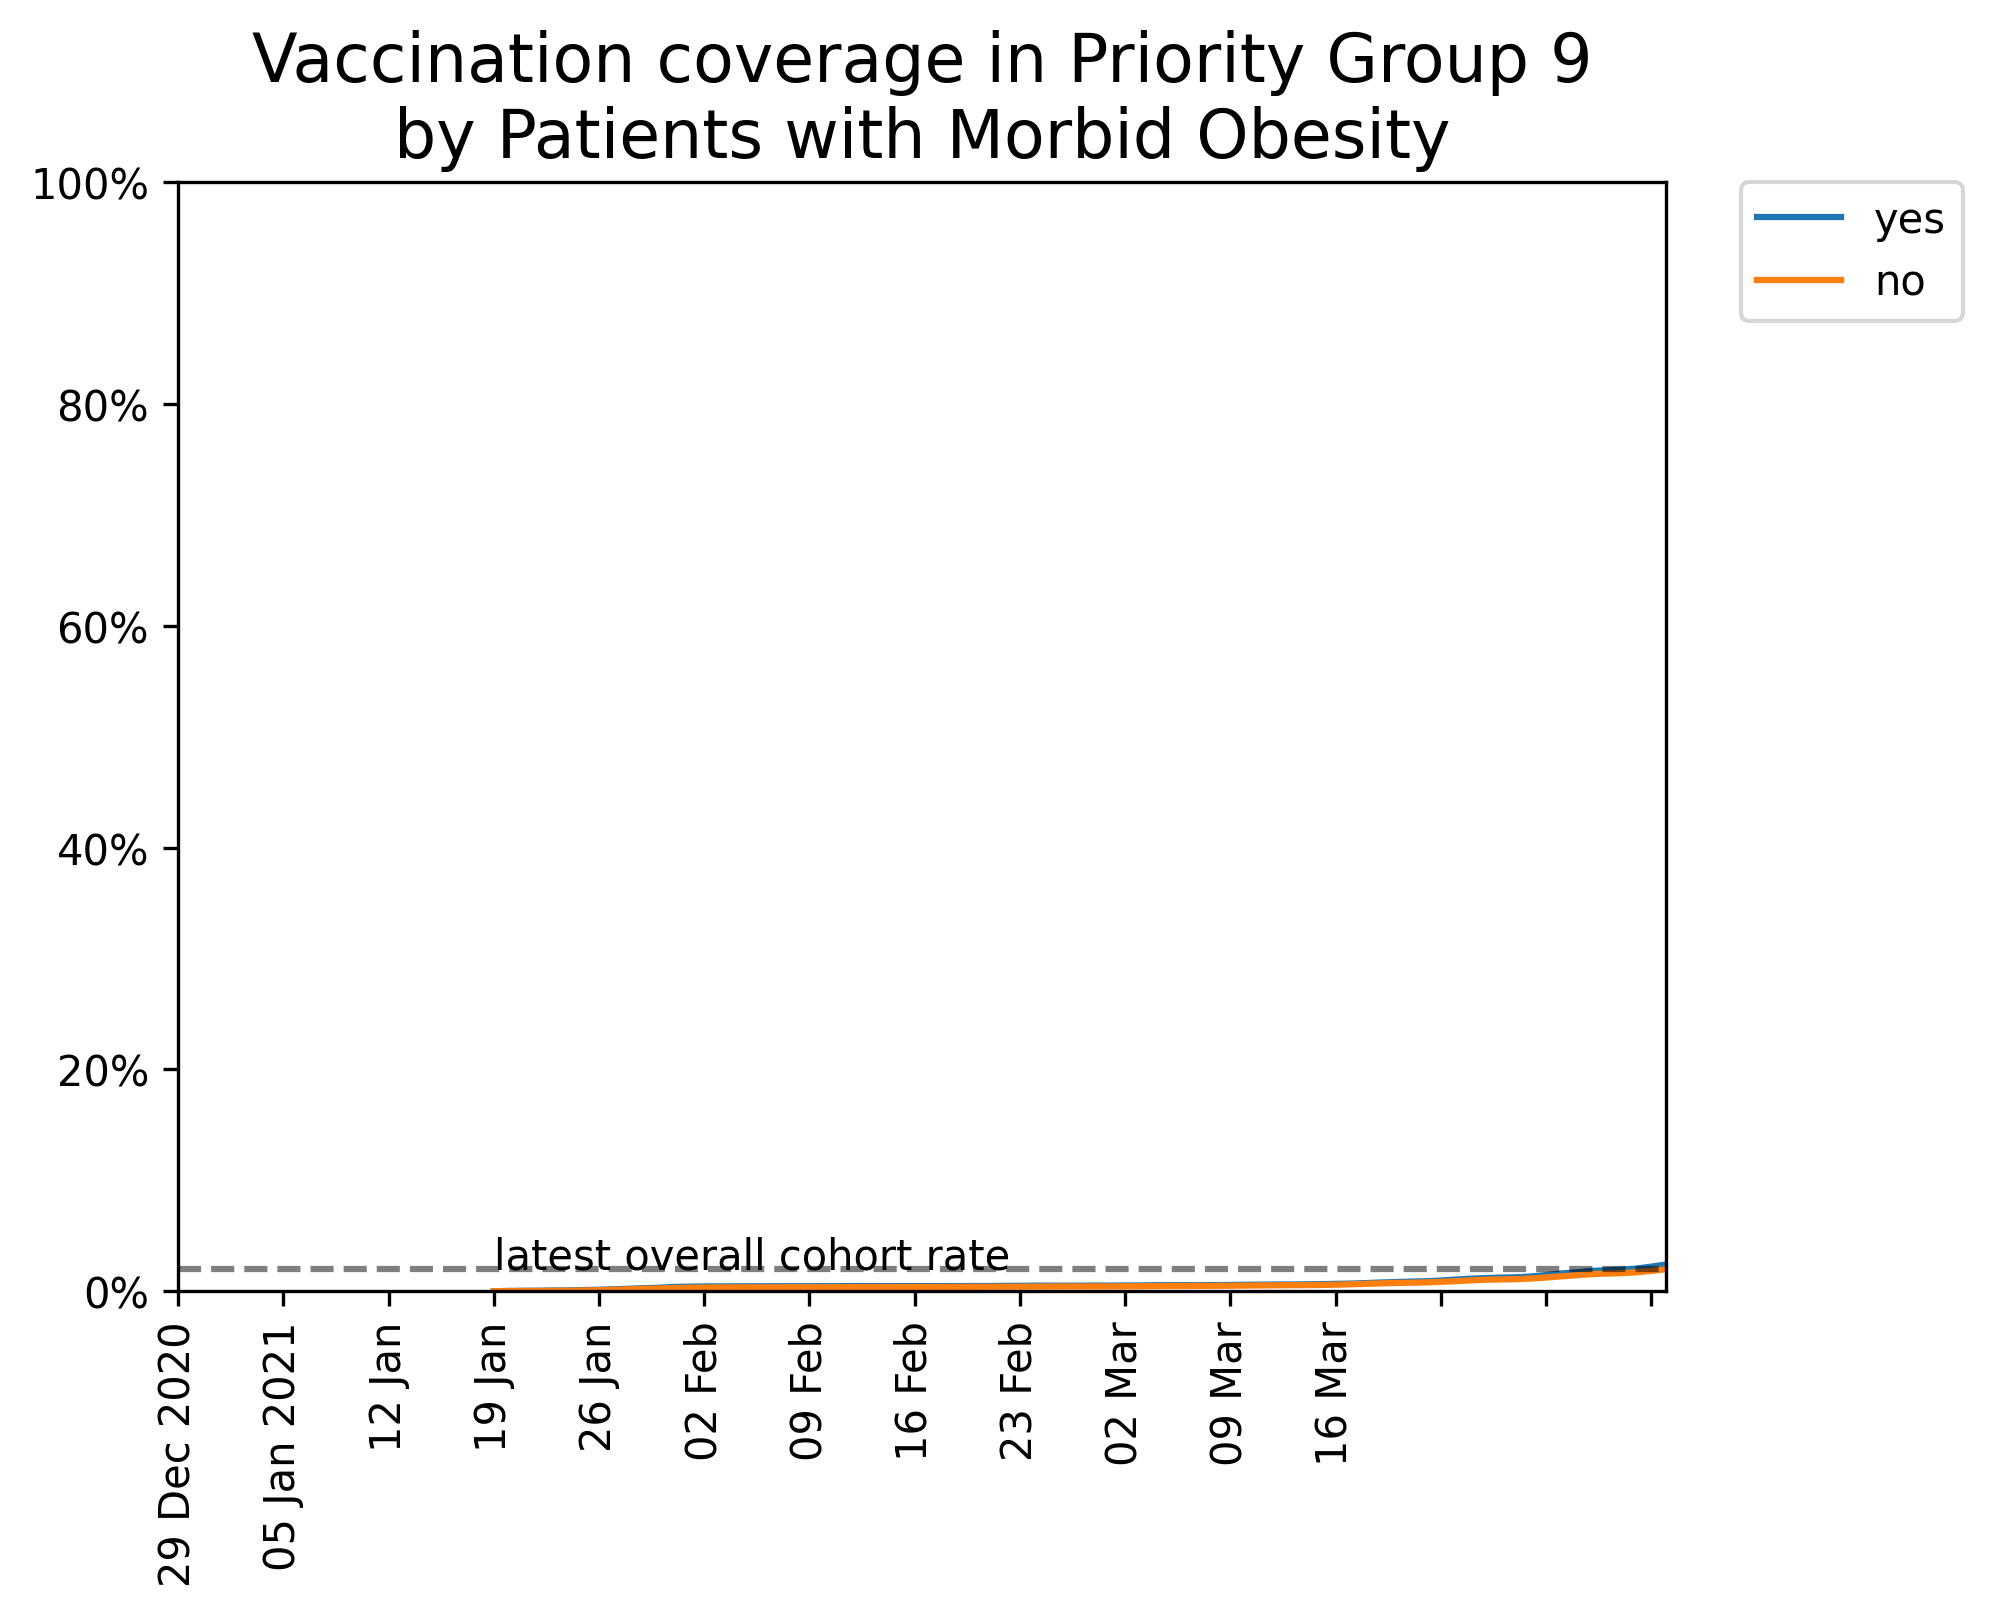 Vaccination coverage in Priority Group 9
by Patients with Morbid Obesity
100%
80%
60%
40%
20%
0%
latest overall cohort rate
29 Dec 2020
05 Jan 2021
12 Jan
19 Jan
26 Jan
02 Feb
09 Feb
16 Feb
23 Feb
02 Mar
09 Mar
16 Mar
yes
no